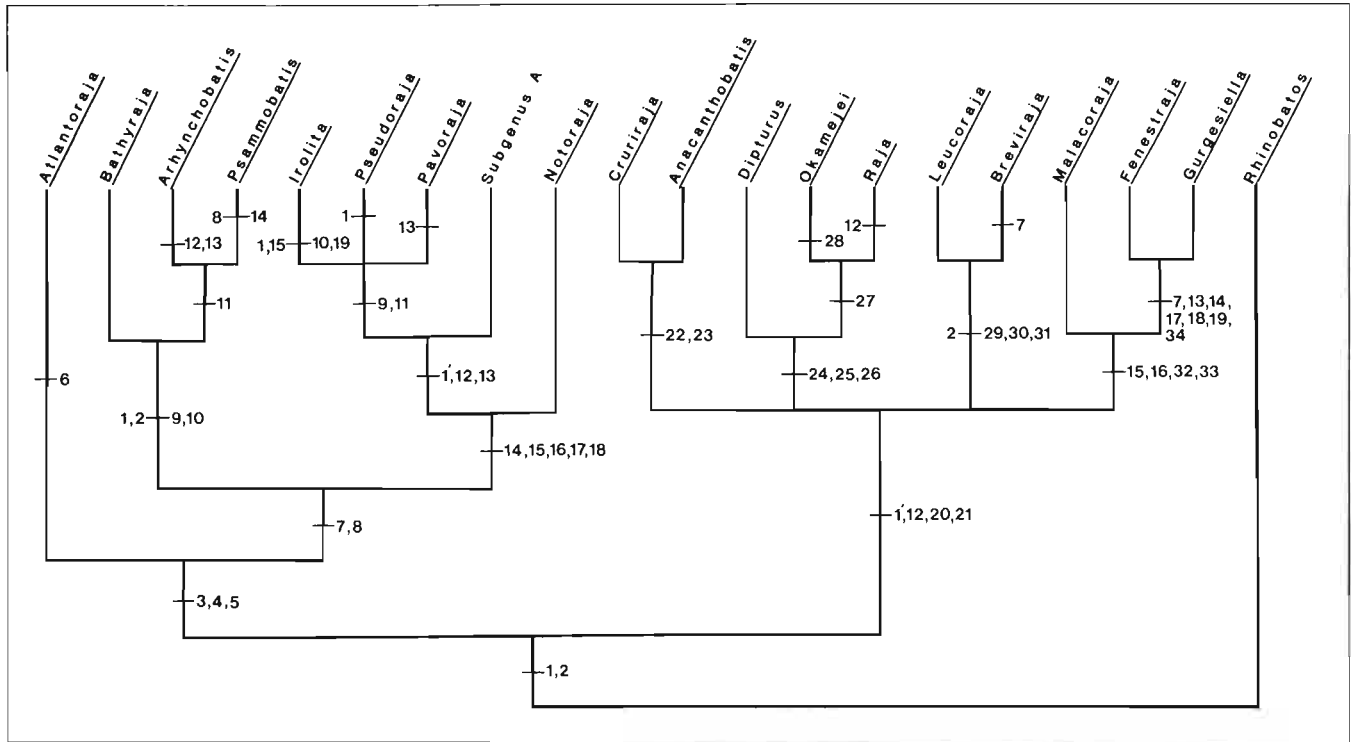 Atlantoraja
Bathyraja
Arhynchobatis
Psammobatis
Irolita
Pseudoraja
Pavoraja
Subgenus A
Notoraja
Cruriraja
Anacanthobatis
Dipturus
Okamejei
Raja
Leucoraja
Breviraja
Malacoraja
Fenestraja
Gurgesiella
Rhinobatos
8 14
1
13
12
7
12,13
1,15 10,19
28
11
9,11
27
7,13,14,
17,18,19,
34
22,23
2 29,30,31
6
1′,12,13
24,25,26
15,16,32,33
1,2 9,10
14,15,16,17,18
7,8
1′,12,20,21
3,4,5
1,2